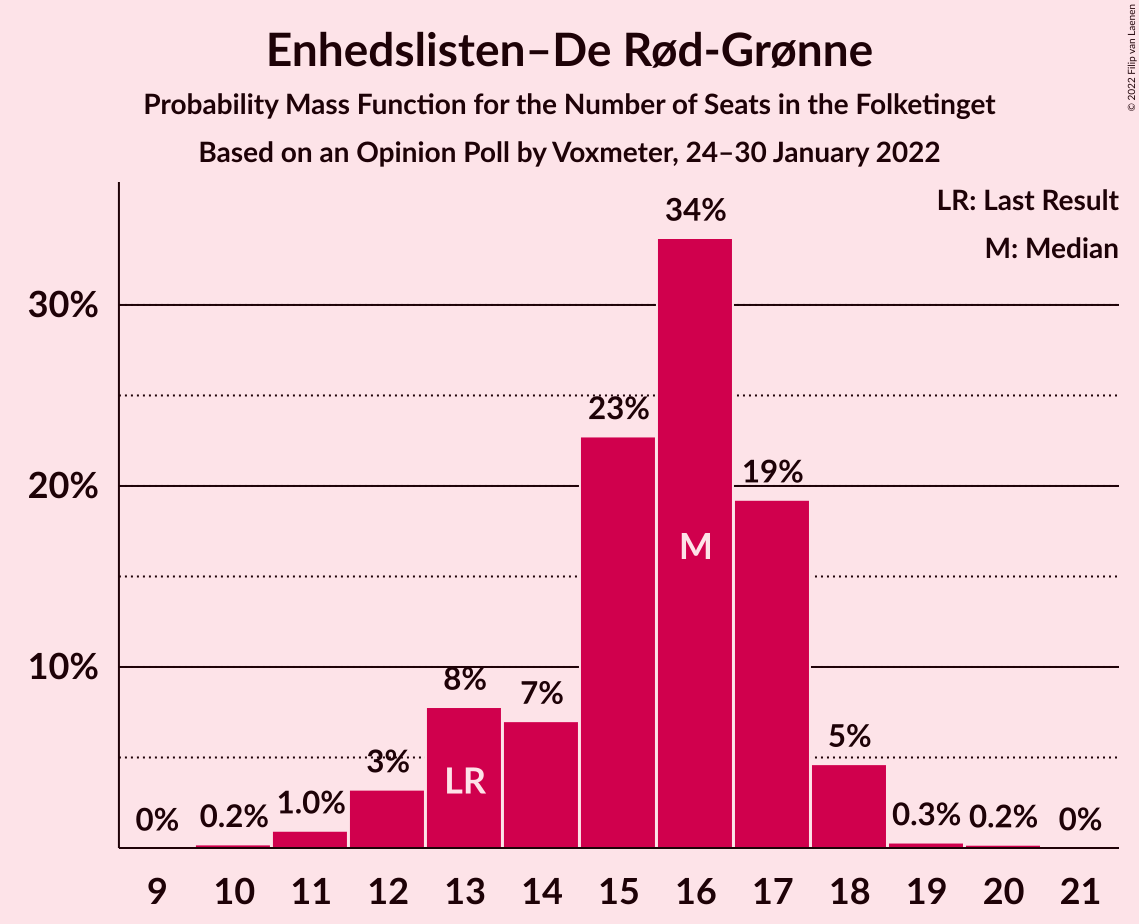 Enhedslisten–De Rød-Grønne
Probability Mass Function for the Number of Seats in the Folketinget
Based on an Opinion Poll by Voxmeter, 24–30 January 2022
© 2022 Filip van Laenen
LR: Last Result
M: Median
30%
20%
10%
0%
0.2%
1.0%
3%
8%
7%
23%
34%
19%
5%
0.3%
0.2%
0%
LR
M
9 10 11 12 13 14 15 16 17 18 19 20 21